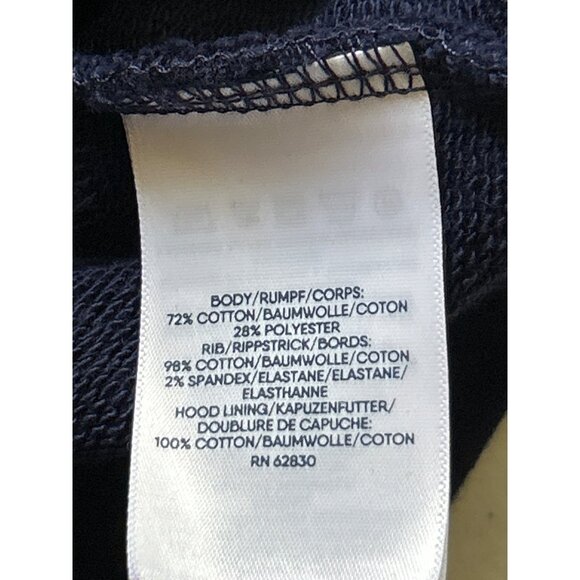 BODY/RUMPF/CORPS:
72% COTTON/BAUMWOLLE/COTON
28% POLYESTER
RIB/RIPPSTRICK/BORDS:
98% COTTON/BAUMWOLLE/COTON
2% SPANDEX/ELASTANE/ELASTANE/
ELASTHANNE
HOOD LINING/KAPUZENFUTTER/
DOUBLURE DE CAPUCHE:
100% COTTON/BAUMWOLLE/COTON
RN 62830